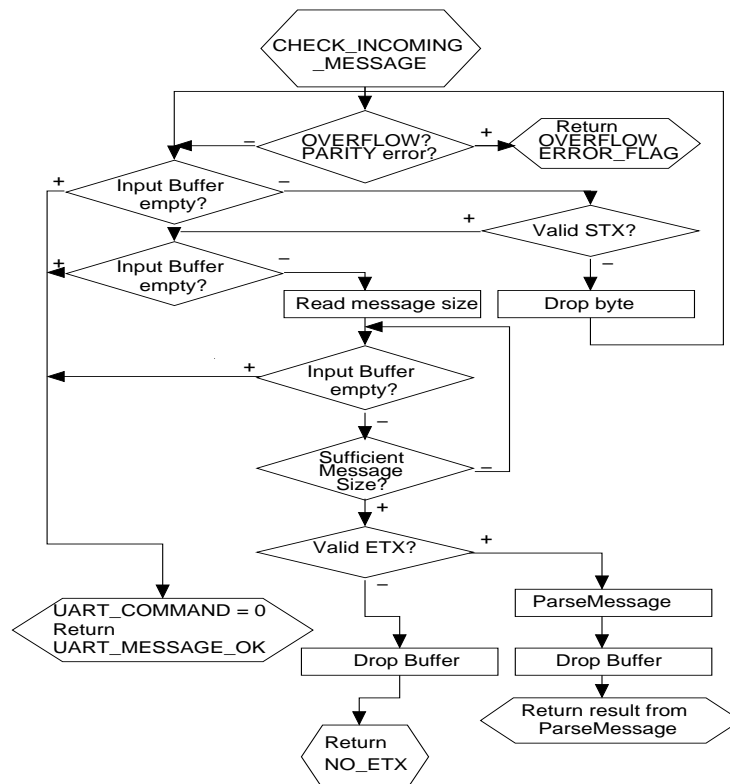 CHECK_INCOMING
_MESSAGE
OVERFLOW?
PARITY error?
–
+
Return
OVERFLOW
ERROR_FLAG
+
Input Buffer
empty?
–
+
Valid STX?
–
+
Input Buffer
empty?
–
Read message size
Drop byte
+
Input Buffer
empty?
–
Sufficient
Message
Size?
–
+
Valid ETX?
+
–
UART_COMMAND = 0
Return
UART_MESSAGE_OK
ParseMessage
Drop Buffer
Drop Buffer
Return result from
ParseMessage
Return
NO_ETX